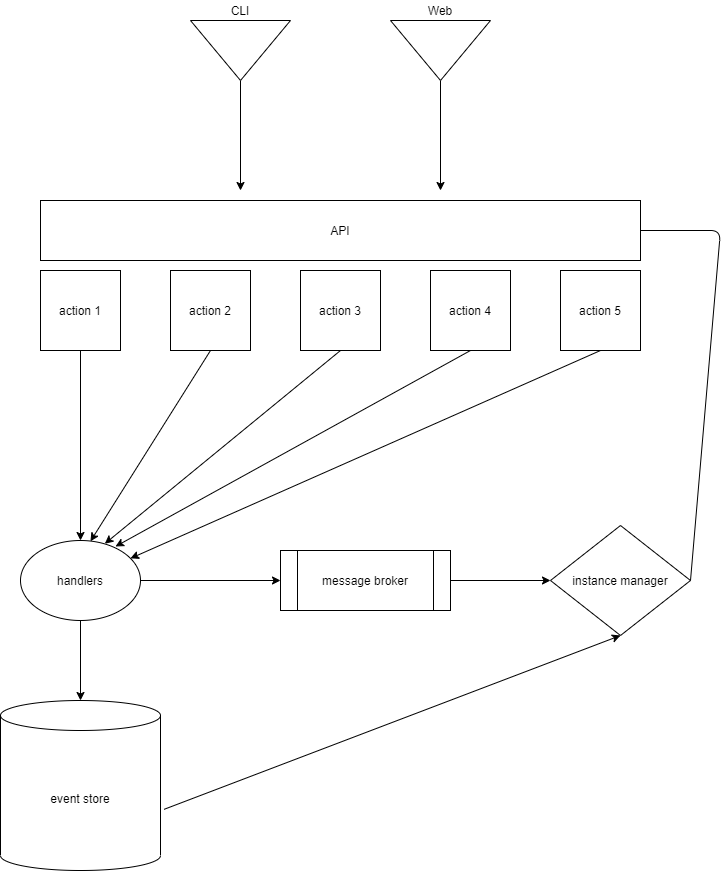 CLI
Web
API
action 1
action 2
action 3
action 4
action 5
handlers
message broker
instance manager
event store